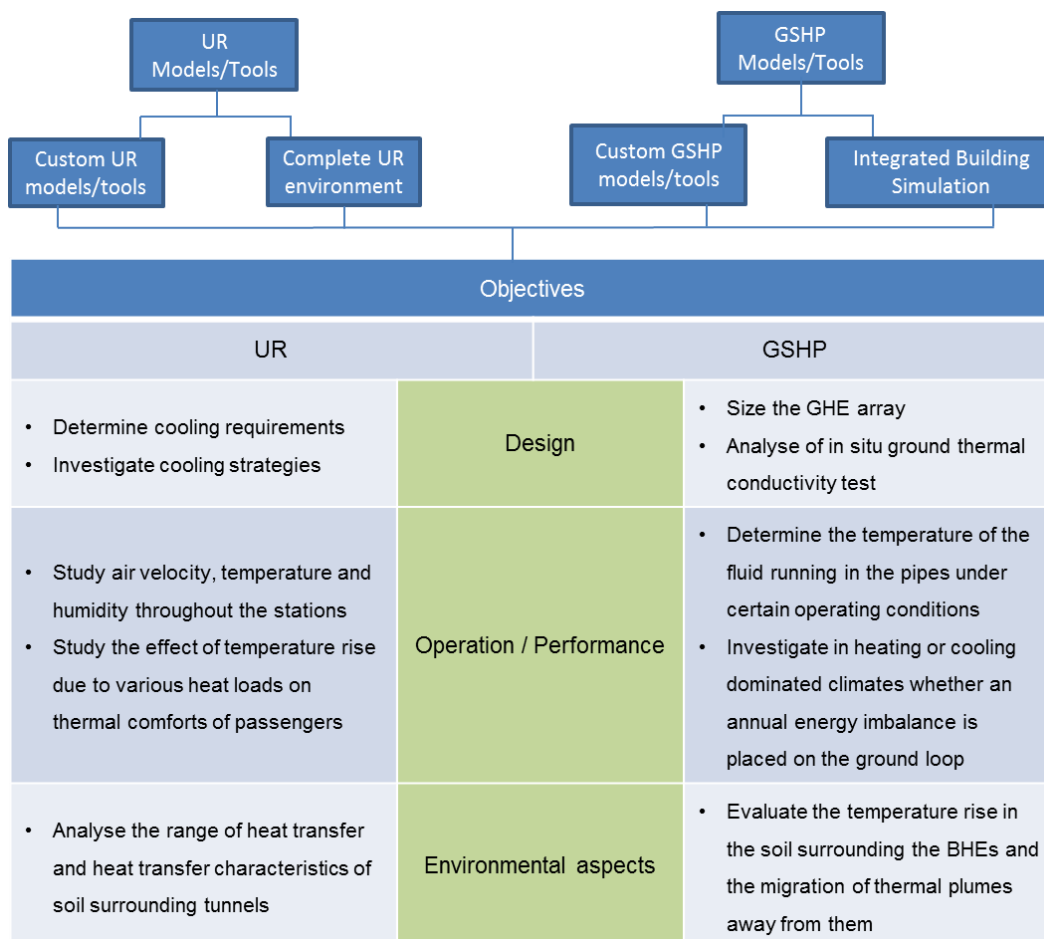 UR
Models/Tools
GSHP
Models/Tools
Custom UR
models/tools
Complete UR
environment
Custom GSHP
models/tools
Integrated Building
Simulation
Objectives
UR
GSHP
• Determine cooling requirements
• Investigate cooling strategies
Design
• Size the GHE array
• Analyse of in situ ground thermal
conductivity test
• Study air velocity, temperature and
humidity throughout the stations
• Study the effect of temperature rise
due to various heat loads on
thermal comforts of passengers
Operation / Performance
• Determine the temperature of the
fluid running in the pipes under
certain operating conditions
• Investigate in heating or cooling
dominated climates whether an
annual energy imbalance is
placed on the ground loop
• Analyse the range of heat transfer
and heat transfer characteristics of
soil surrounding tunnels
Environmental aspects
• Evaluate the temperature rise in
the soil surrounding the BHEs and
the migration of thermal plumes
away from them